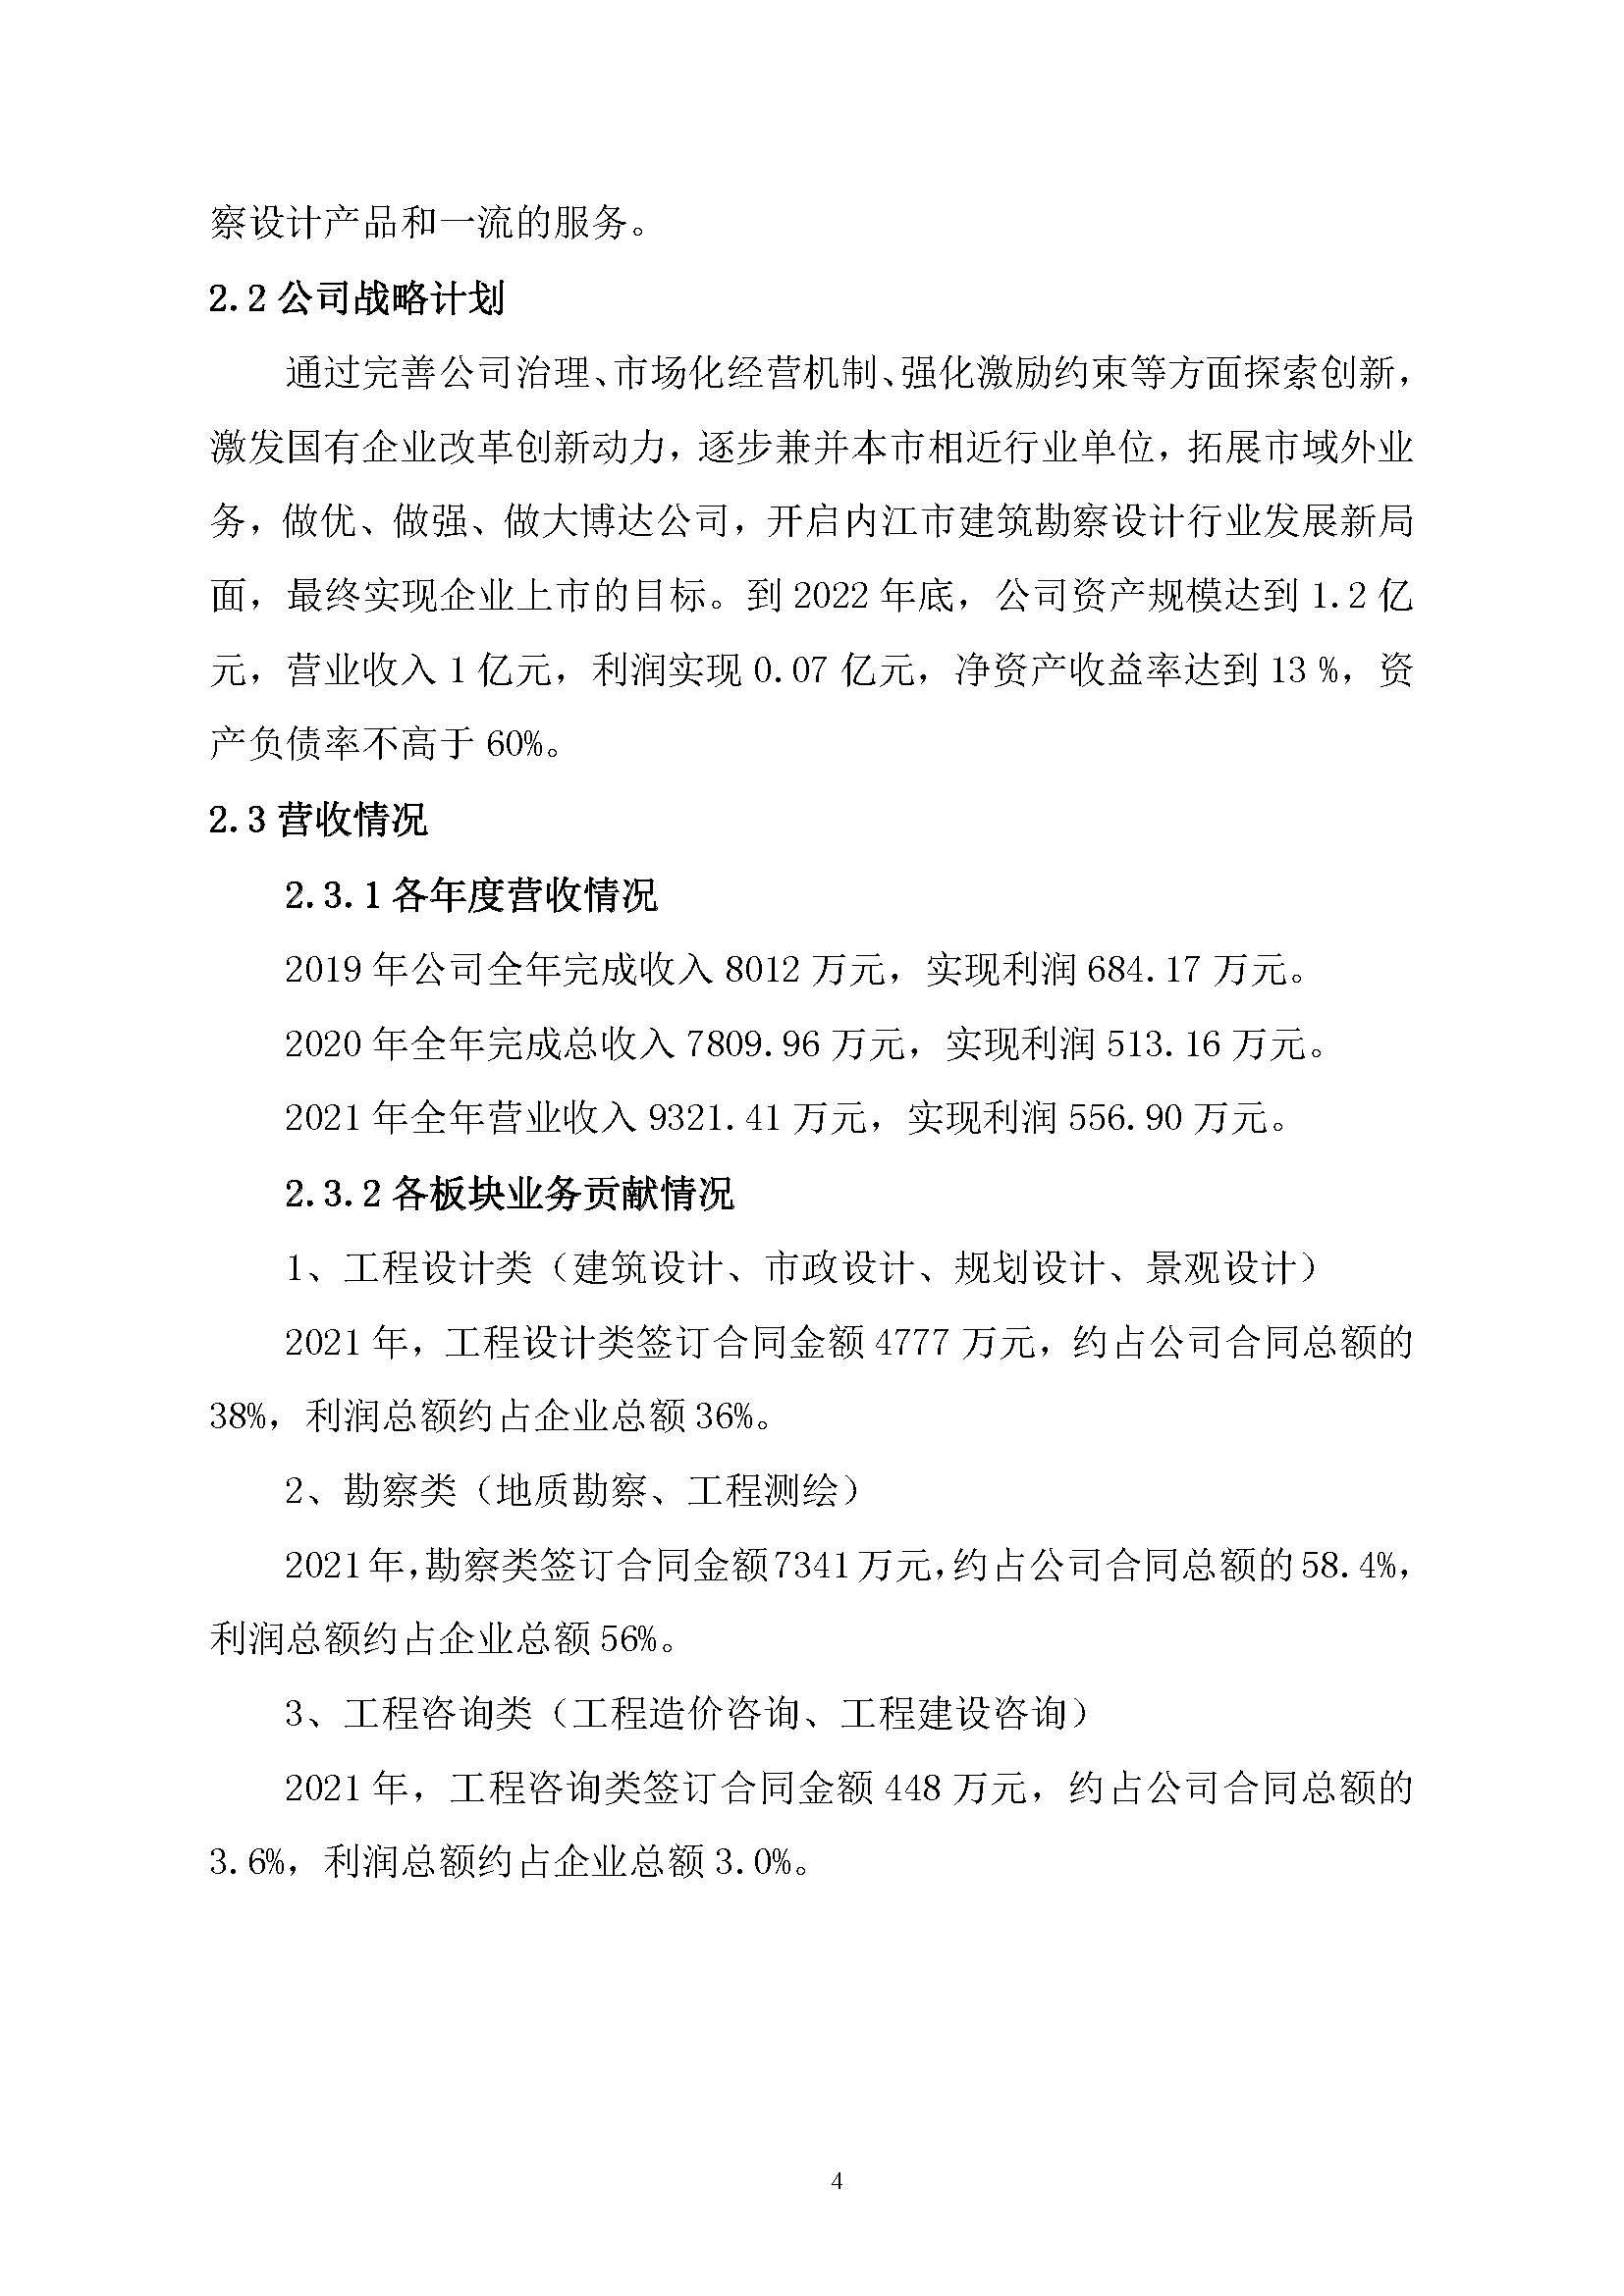 察设计产品和一流的服务。
2.2 公司战略计划
通过完善公司治理、市场化经营机制、强化激励约束等方面探索创新，
激发国有企业改革创新动力，逐步兼并本市相近行业单位，拓展市域外业
务，做优、做强、做大博达公司，开启内江市建筑勘察设计行业发展新局
面，最终实现企业上市的目标。到 2022 年底，公司资产规模达到 1.2 亿
元，营业收入 1 亿元，利润实现 0.07 亿元，净资产收益率达到 13 %，资
产负债率不高于 60%。
2.3 营收情况
2.3.1 各年度营收情况
2019 年公司全年完成收入 8012 万元，实现利润 684.17 万元。
2020 年全年完成总收入 7809.96 万元，实现利润 513.16 万元。
2021 年全年营业收入 9321.41 万元，实现利润 556.90 万元。
2.3.2 各板块业务贡献情况
1、工程设计类（建筑设计、市政设计、规划设计、景观设计）
2021 年，工程设计类签订合同金额 4777 万元，约占公司合同总额的
38%，利润总额约占企业总额 36%。
2、勘察类（地质勘察、工程测绘）
2021 年，勘察类签订合同金额 7341 万元，约占公司合同总额的 58.4%，
利润总额约占企业总额 56%。
3、工程咨询类（工程造价咨询、工程建设咨询）
2021 年，工程咨询类签订合同金额 448 万元，约占公司合同总额的
3.6%，利润总额约占企业总额 3.0%。
4